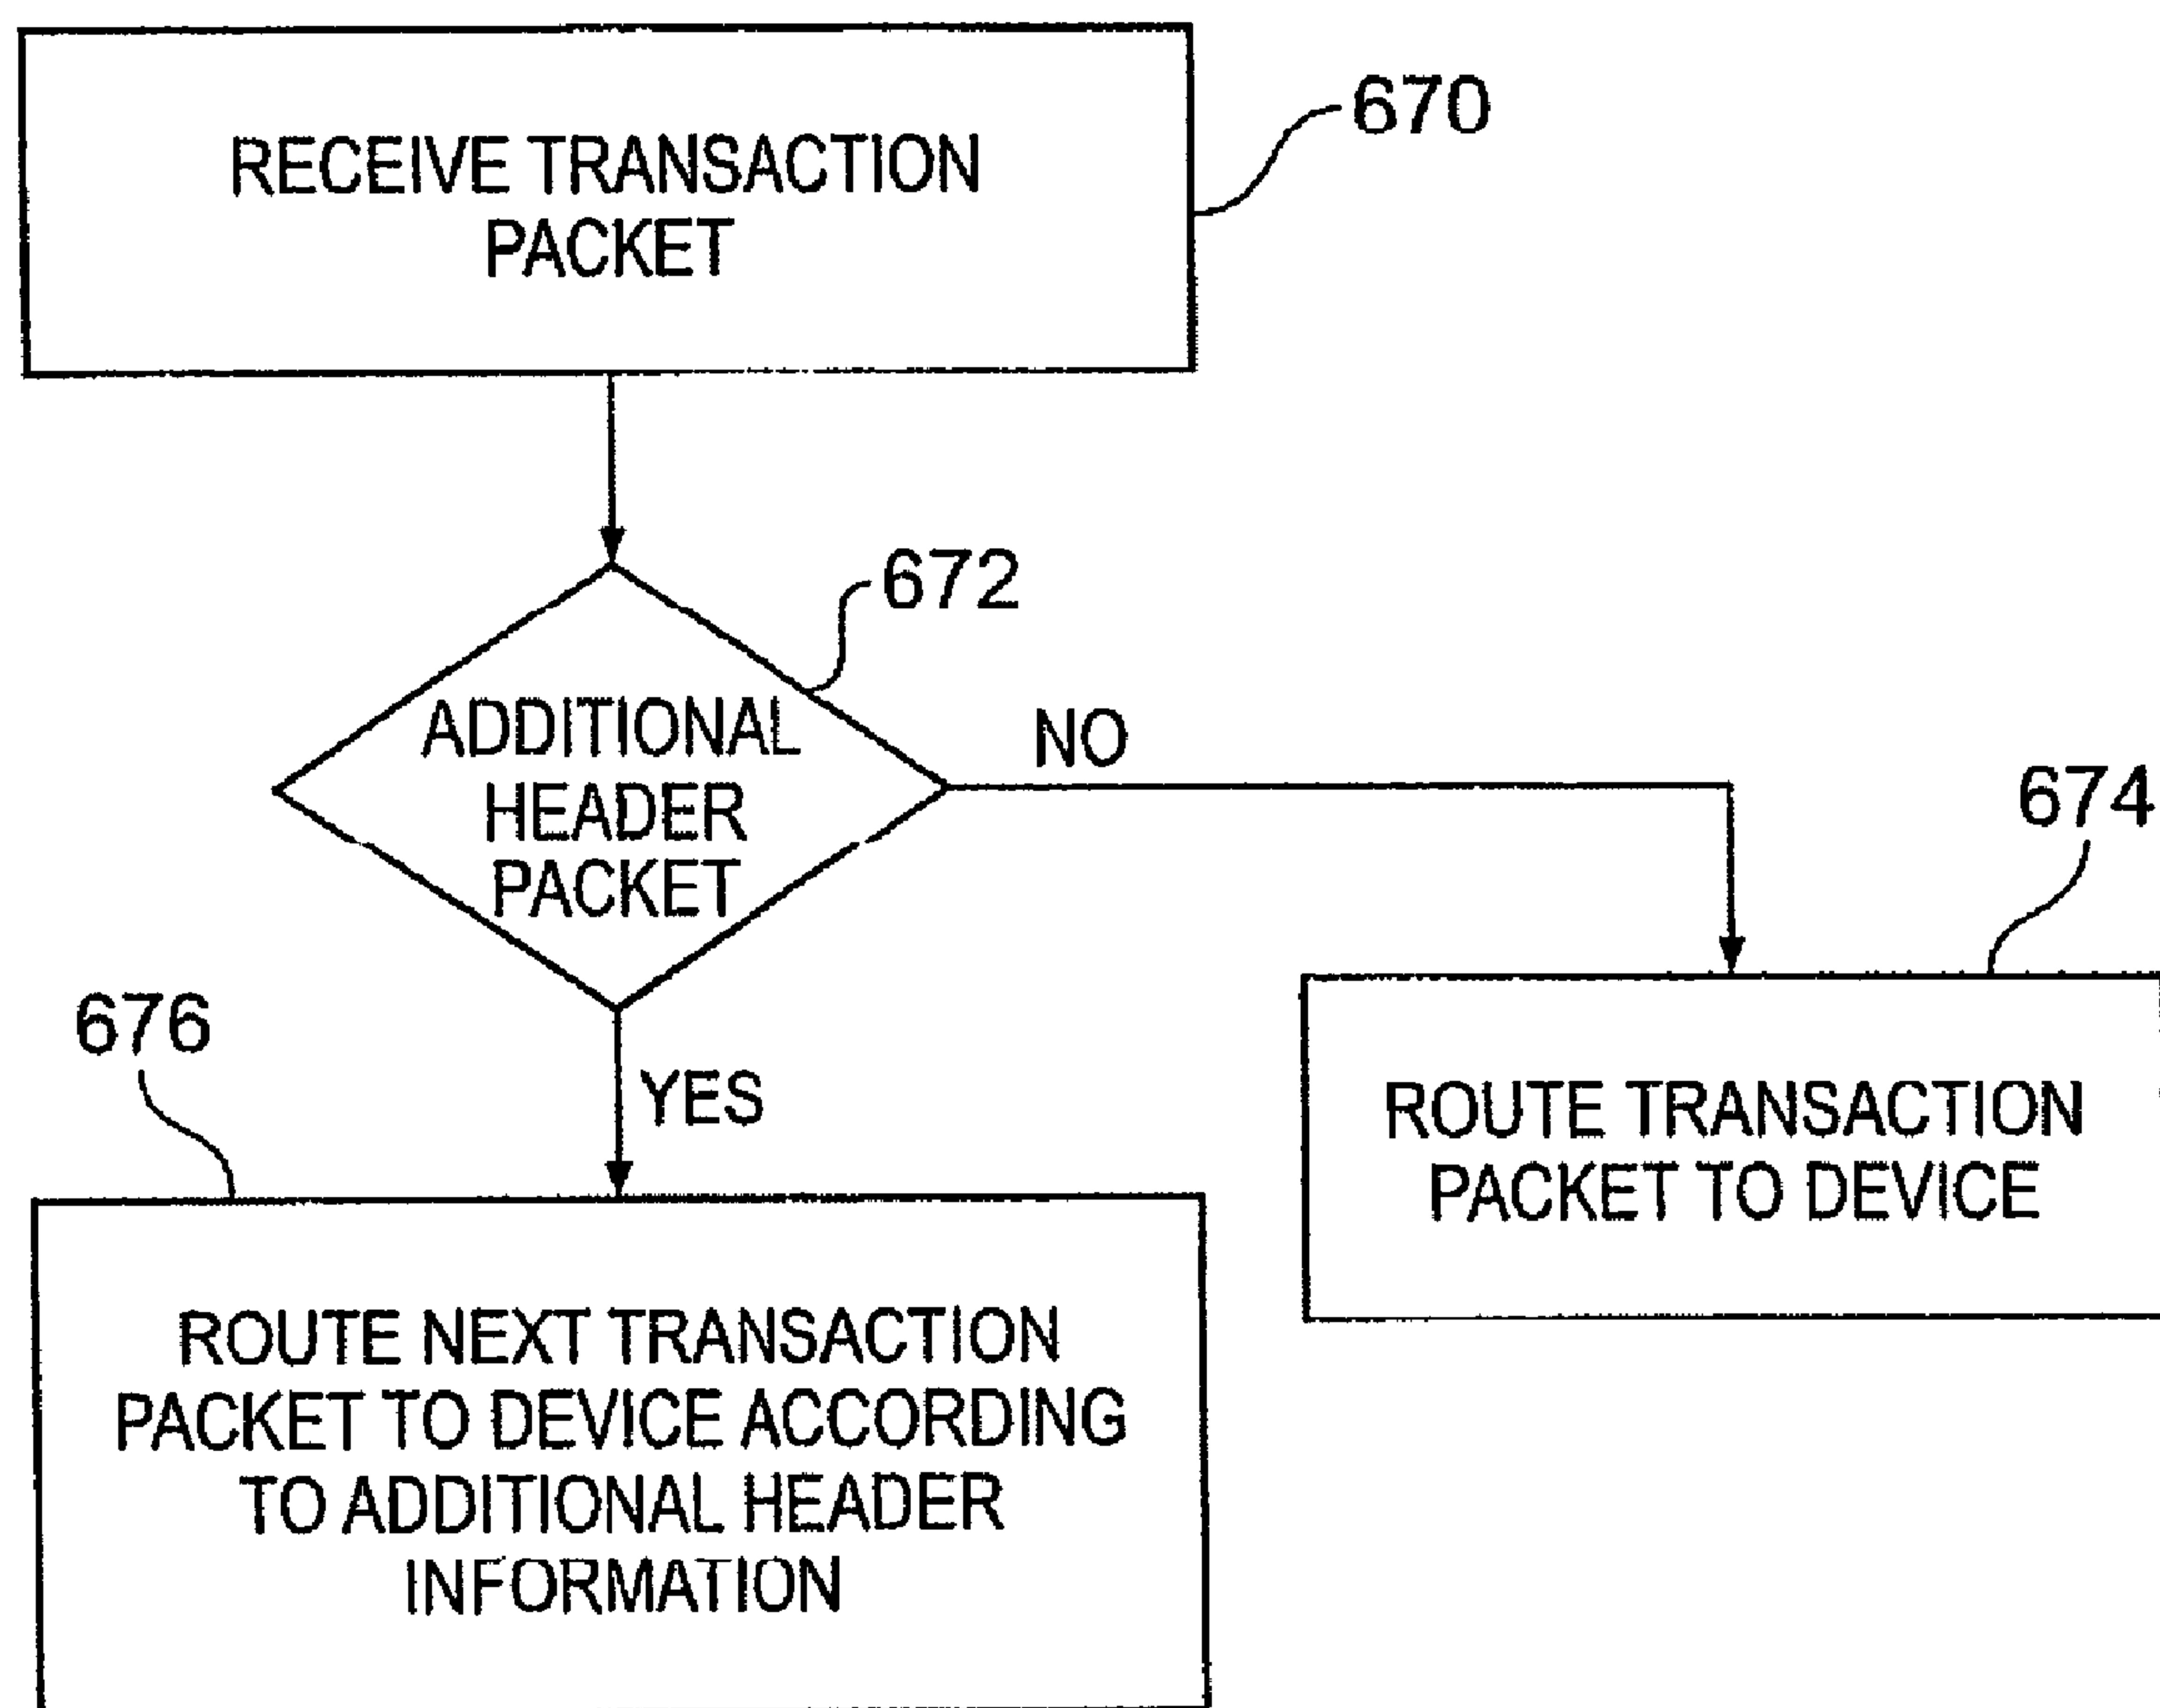 RECEIVE TRANSACTION
PACKET
670
672
ADDITIONAL
HEADER
PACKET
NO
674
676
YES
ROUTE TRANSACTION
PACKET TO DEVICE
ROUTE NEXT TRANSACTION
PACKET TO DEVICE ACCORDING
TO ADDITIONAL HEADER
INFORMATION